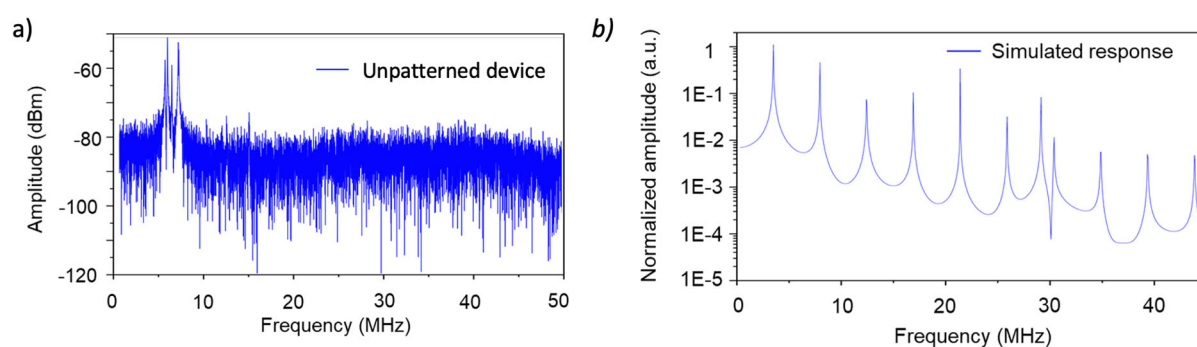 a)
Amplitude (dBm)
-60
-80
-100
-120
Unpatterned device
0
10
20
30
40
50
Frequency (MHz)
b)
Normalized amplitude (a.u.)
1
1E-1
1E-2
1E-3
1E-4
1E-5
Simulated response
0
10
20
30
40
Frequency (MHz)